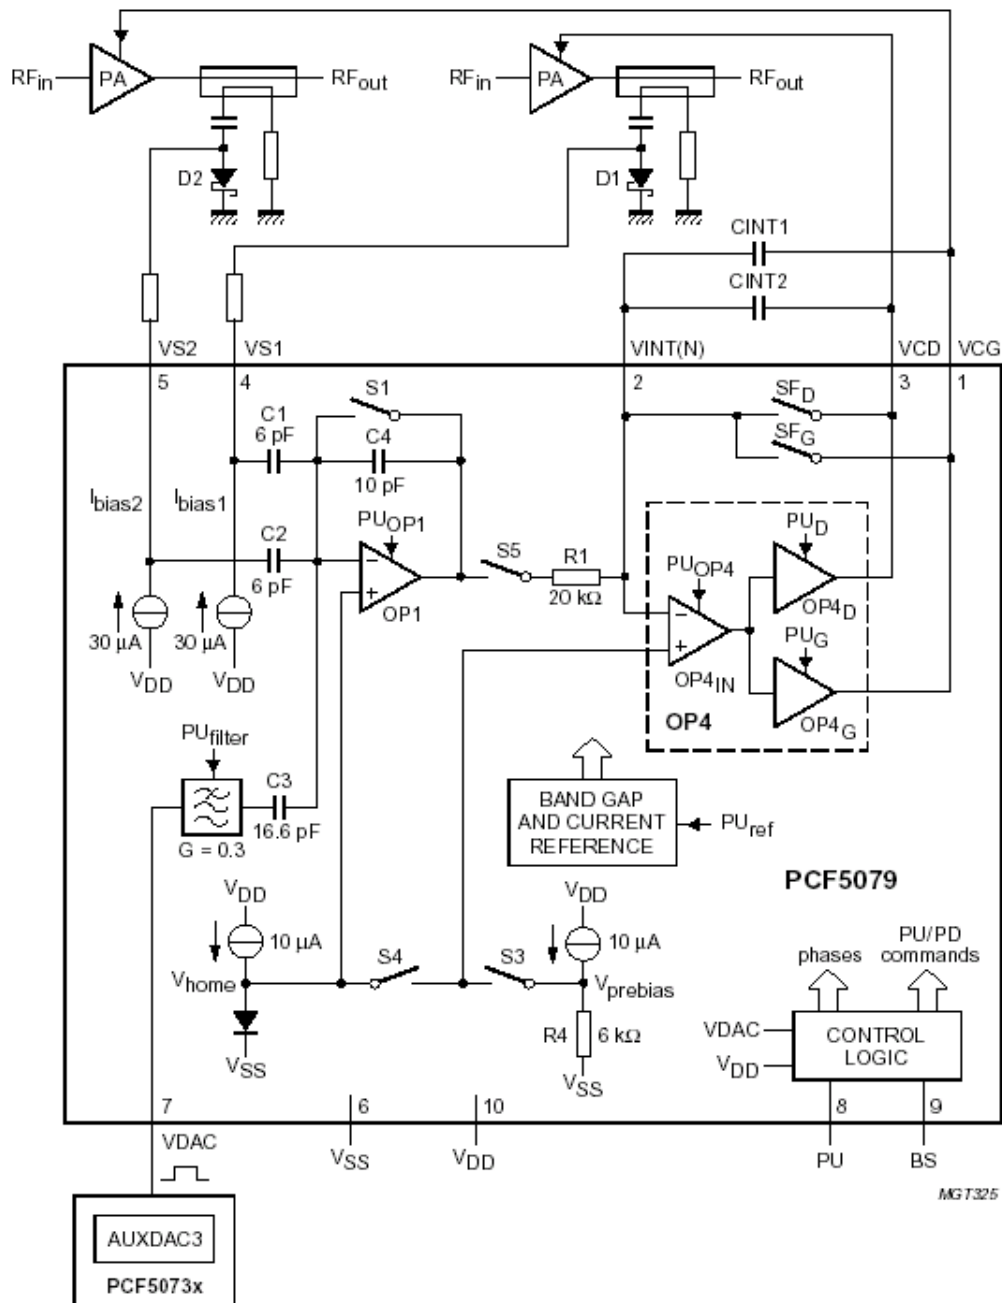 RFin PA RFout
RFin PA RFout
D2
D1
CINT1
CINT2
VS2 VS1 VINT(N) VCD VCG
5 4 2 3 1
S1
SFD
C1
6 pF
C4
10 pF
SFG
Ibias2 Ibias1
PUOP1
C2
6 pF
OP1
S5
R1
20 kΩ
PUOP4
PUD
OP4D
PUG
OP4IN
OP4G
OP4
30 µA 30 µA
VDD VDD
PUfilter
C3
16.6 pF
G = 0.3
BAND GAP
AND CURRENT
REFERENCE
PUref
PCF5079
VDD
10 µA
Vhome
VSS
S4 S3
VDD
10 µA
Vprebias
R4 6 kΩ
VSS
phases
PU/PD
commands
VDAC
VDD
CONTROL
LOGIC
7 6 10 8 9
VDAC
VSS VDD PU BS
MGT325
AUXDAC3
PCF5073x